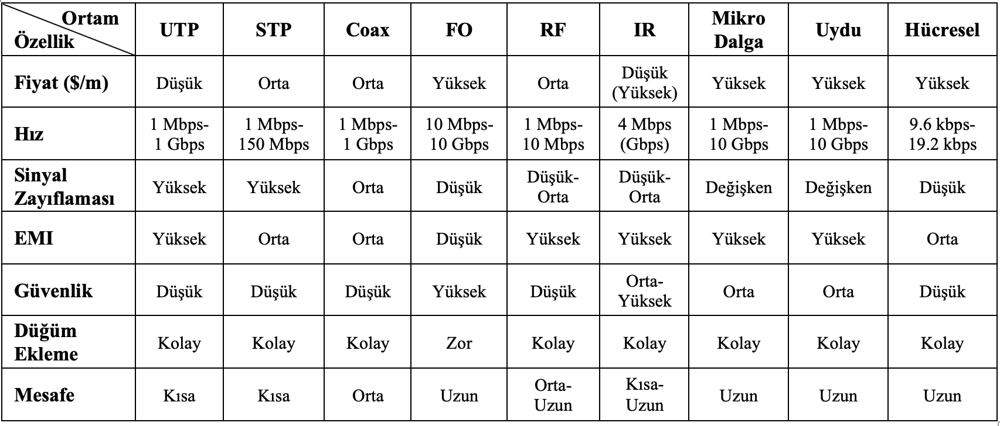 Ortam
Özellik
UTP
STP
Coax
FO
RF
IR
Mikro
Dalga
Uydu
Hücresel
Fiyat ($/m)
Düşük
Orta
Orta
Yüksek
Orta
Düşük
(Yüksek)
Yüksek
Yüksek
Yüksek
Hız
1 Mbps-
1 Gbps
1 Mbps-
150 Mbps
1 Mbps-
1 Gbps
10 Mbps-
10 Gbps
1 Mbps-
10 Mbps
4 Mbps
(Gbps)
1 Mbps-
10 Gbps
1 Mbps-
10 Gbps
9.6 kbps-
19.2 kbps
Sinyal
Zayıflaması
Yüksek
Yüksek
Orta
Düşük
Düşük-
Orta
Düşük-
Orta
Değişken
Değişken
Düşük
EMI
Yüksek
Orta
Orta
Düşük
Yüksek
Yüksek
Yüksek
Yüksek
Orta
Güvenlik
Düşük
Düşük
Düşük
Yüksek
Düşük
Orta-
Yüksek
Orta
Orta
Düşük
Düğüm
Ekleme
Kolay
Kolay
Kolay
Zor
Kolay
Kolay
Kolay
Kolay
Kolay
Mesafe
Kısa
Kısa
Orta
Uzun
Orta-
Uzun
Kısa-
Uzun
Uzun
Uzun
Uzun